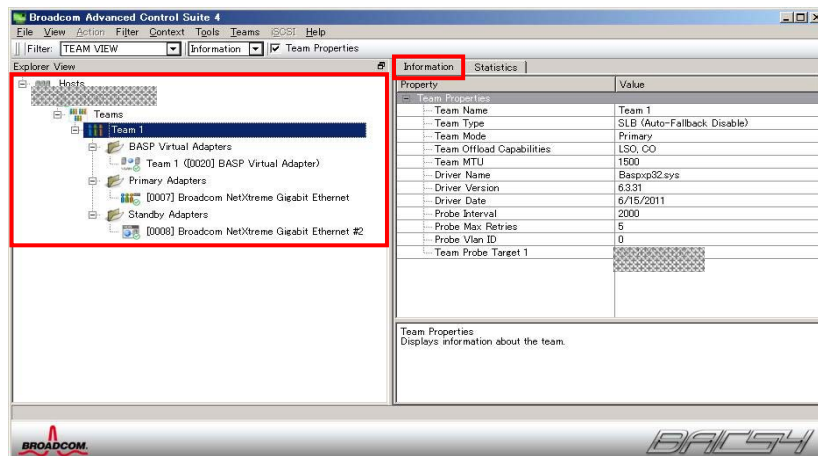 Broadcom Advanced Control Suite 4
File View Action Filter Context Tools Teams iSCSI Help
Filter: TEAM VIEW Information Team Properties
Explorer View
Hosts
Teams
Team 1
BASP Virtual Adapters
Team 1 ([0020] BASP Virtual Adapter)
Primary Adapters
[0007] Broadcom NetXtreme Gigabit Ethernet
Standby Adapters
[0008] Broadcom NetXtreme Gigabit Ethernet #2
Information Statistics
Property Value
Team Properties
Team Name Team 1
Team Type SLB (Auto-Fallback Disable)
Team Mode Primary
Team Offload Capabilities LSO, CO
Team MTU 1500
Driver Name Baspxp32.sys
Driver Version 6.3.31
Driver Date 6/15/2011
Probe Interval 2000
Probe Max Retries 5
Probe Vlan ID 0
Team Probe Target 1
Team Properties
Displays information about the team.
BROADCOM.
BACS4